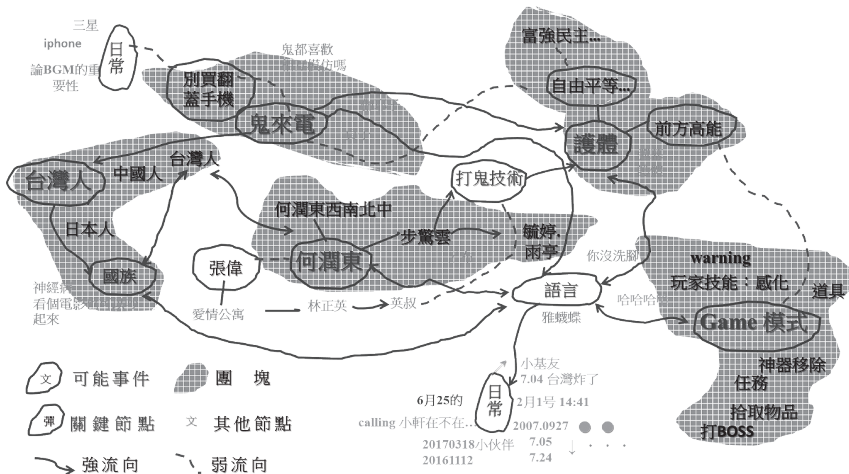 三星
iphone
論BGM的重
要性
日常
別買翻
蓋手機
鬼來電
鬼都喜歡
富強民主...
自由平等...
護體
前方高能
台灣人
中國人
台灣人
日本人
國族
打鬼技術
何潤東西南北中
步驚雲
毓婷.
雨亭
張偉
何潤東
愛情公寓
林正英
英叔
語言
雅蠛蝶
你沒洗腳
哈哈哈
warning
玩家技能：感化
道具
Game 模式
神器移除
任務
拾取物品
打BOSS
看個電影
起來
小基友
7.04 台灣炸了
日常
6月25的
calling 小軒在不在...
2月1号 14:41
2007.0927
20170318小伙伴
7.05
20161112
7.24
文 可能事件
團 塊
彈 關鍵節點
文 其他節點
強流向
弱流向